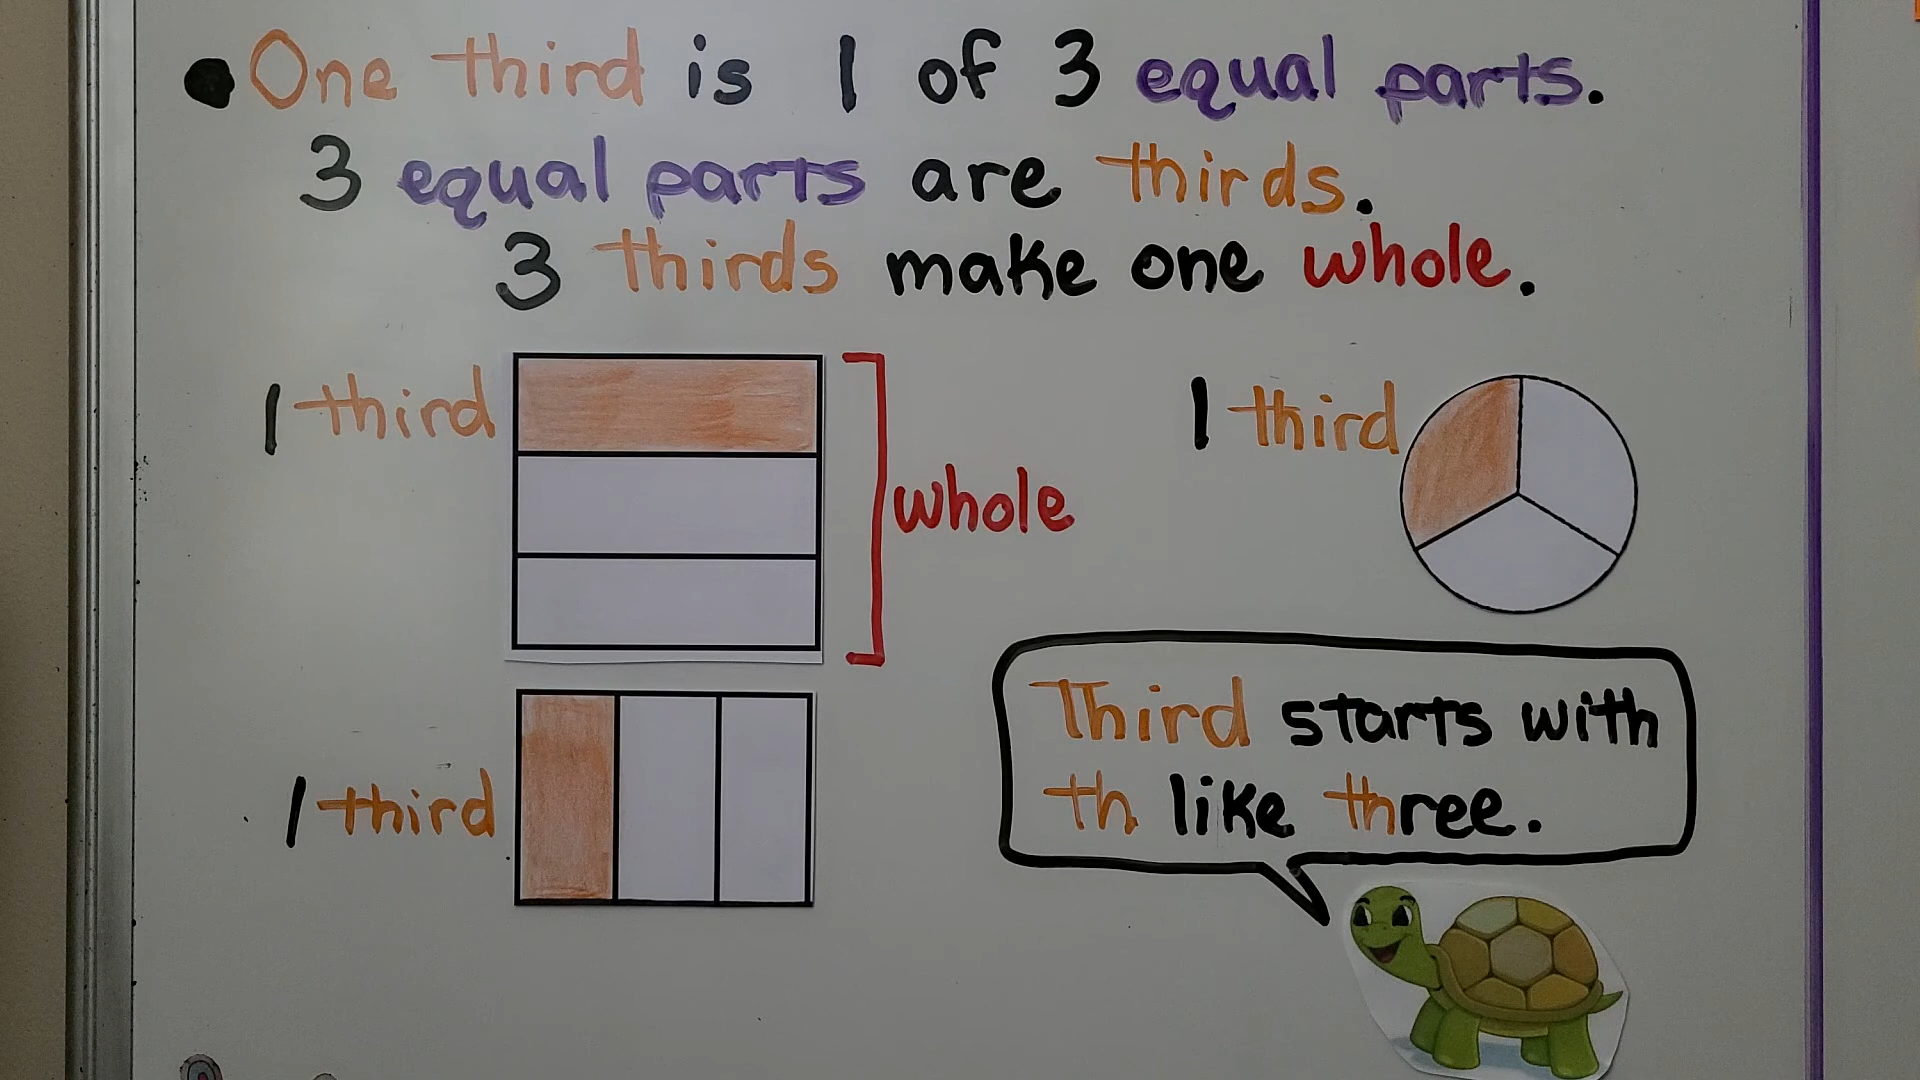 One third is 1 of 3 equal parts.
3 equal parts are thirds.
3 thirds make one whole.
1 third
whole
1 third
1 third
Third starts with
th like three.